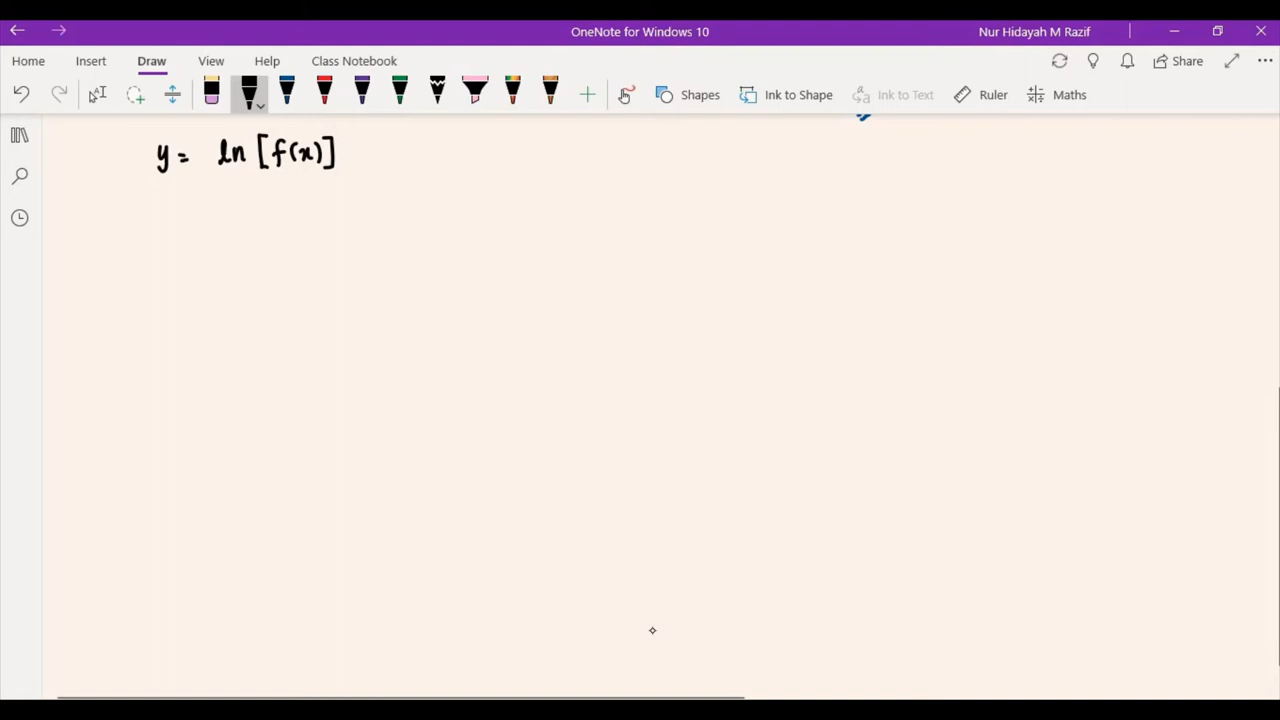 OneNote for Windows 10
Nur Hidayah M Razif
Home Insert Draw View Help Class Notebook
Share
Shapes
Ink to Shape
Ink to Text
Ruler
Maths
y = ln [f(x)]